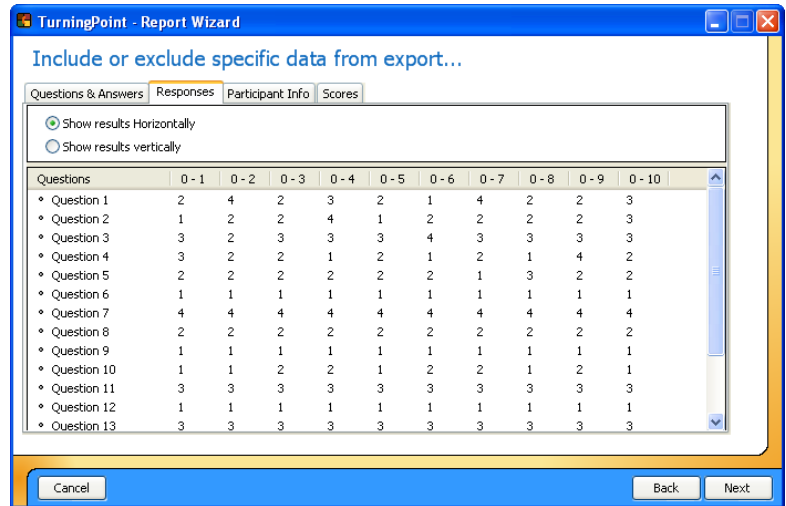 TurningPoint - Report Wizard
Include or exclude specific data from export...
Questions & Answers Responses Participant Info Scores
Show results Horizontally
Show results vertically
Questions 0 - 1 0 - 2 0 - 3 0 - 4 0 - 5 0 - 6 0 - 7 0 - 8 0 - 9 0 - 10
Question 1 2 4 2 3 2 1 4 2 2 3
Question 2 1 2 2 4 1 2 2 2 2 3
Question 3 3 2 3 3 3 4 3 3 3 3
Question 4 3 2 2 1 2 1 2 1 4 2
Question 5 2 2 2 2 2 2 1 3 2 2
Question 6 1 1 1 1 1 1 1 1 1 1
Question 7 4 4 4 4 4 4 4 4 4 4
Question 8 2 2 2 2 2 2 2 2 2 2
Question 9 1 1 1 1 1 1 1 1 1 1
Question 10 1 1 2 2 1 2 2 1 2 1
Question 11 3 3 3 3 3 3 3 3 3 3
Question 12 1 1 1 1 1 1 1 1 1 1
Question 13 3 3 3 3 3 3 3 3 3 3
Cancel Back Next